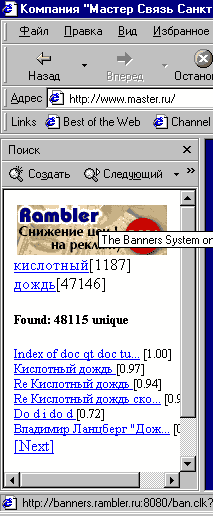 Компания "Мастер Связь Санкт
Файл Правка Вид Избранное
Назад Вперед Останов
Адрес http://www.master.ru/
Links Best of the Web Channel
Поиск
Создать Следующий
Rambler
Снижение цен
на рекла
The Banners System on
кислотный[1187]
дождь[47146]
Found: 48115 unique
Index of doc qt doc tu... [1.00]
Кислотный дождь [0.97]
Re Кислотный дождь [0.94]
Re Кислотный дождь ско... [0.9
Do d i do d [0.72]
Владимир Ланцберг "Дож... [0
[Next]
http://banners.rambler.ru:8080/ban.clk?